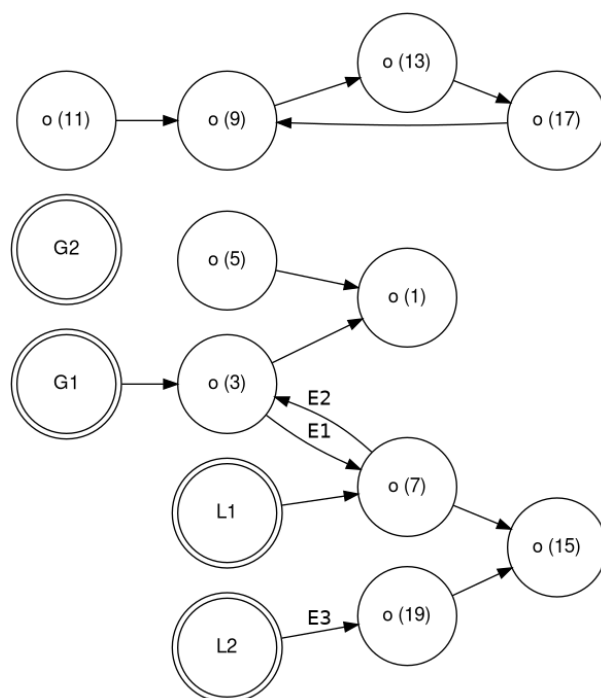 o (13)
o (11)
o (9)
o (17)
G2
o (5)
o (1)
G1
o (3)
E2
E1
L1
o (7)
o (15)
L2
E3
o (19)